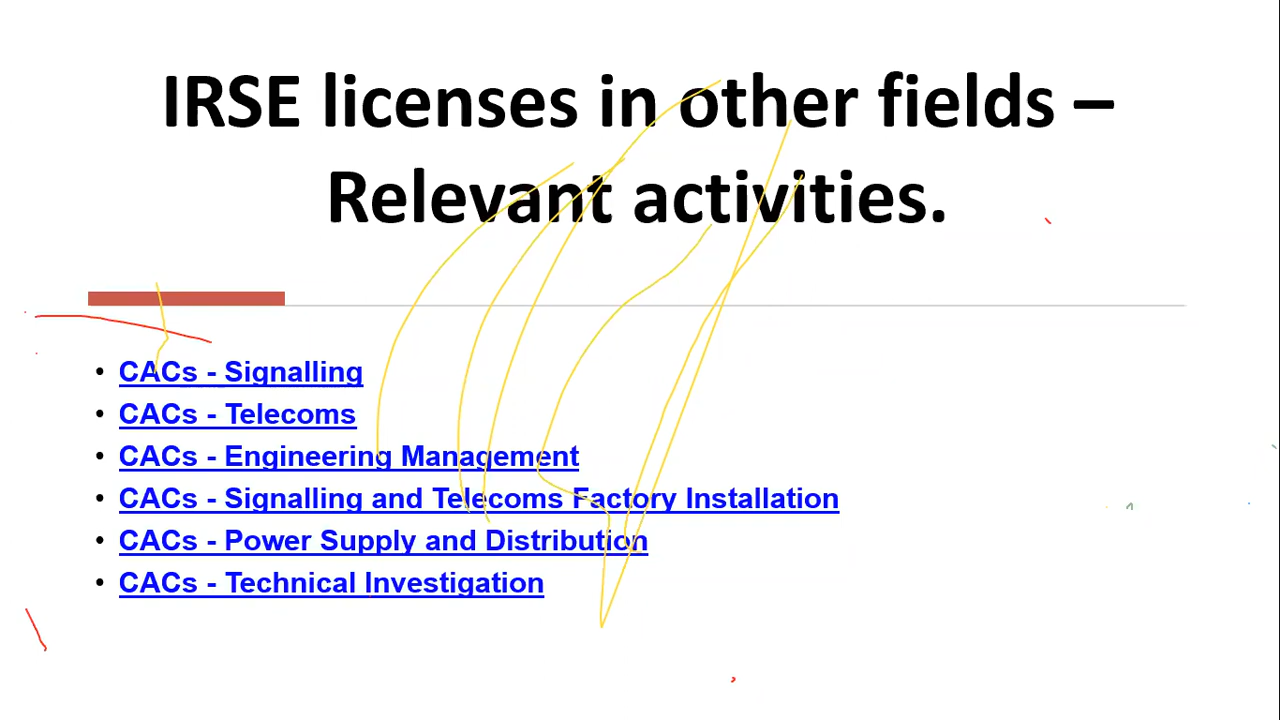 IRSE licenses in other fields –
Relevant activities.
• CACs - Signalling
• CACs - Telecoms
• CACs - Engineering Management
• CACs - Signalling and Telecoms Factory Installation
• CACs - Power Supply and Distribution
• CACs - Technical Investigation